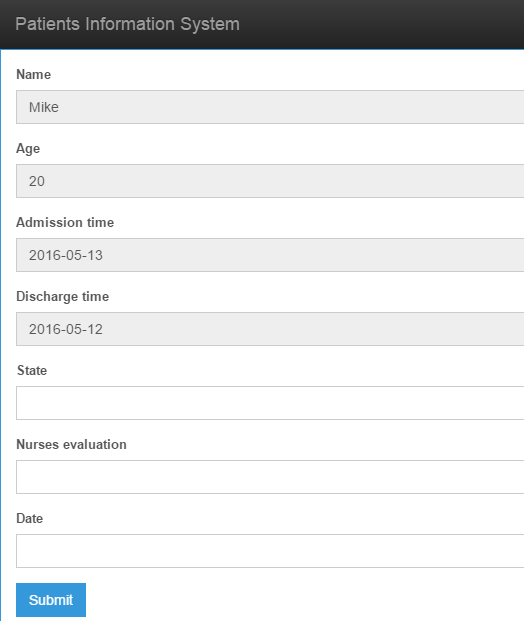 Patients Information System
Name
Mike
Age
20
Admission time
2016-05-13
Discharge time
2016-05-12
State
Nurses evaluation
Date
Submit